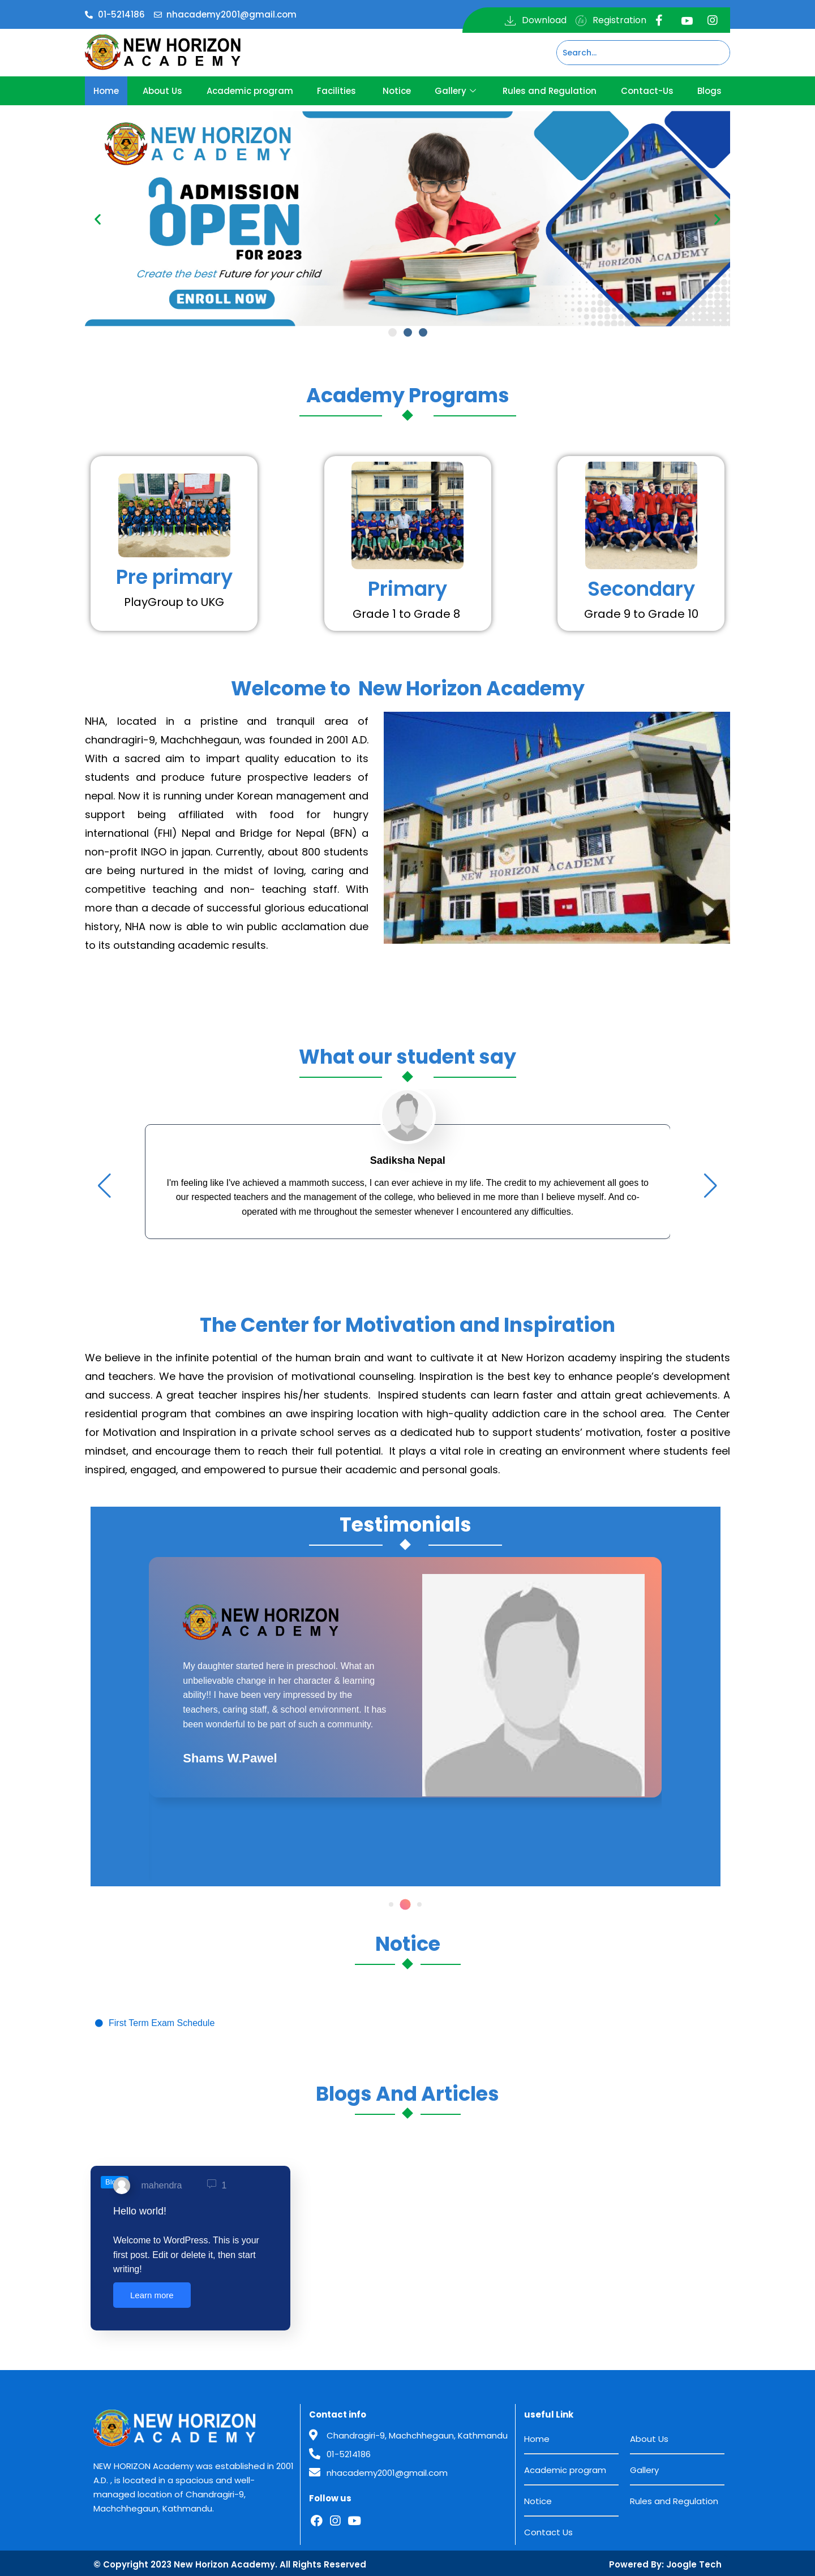 01-5214186 nhacademy2001@gmail.com
Download Registration
NEW HORIZON
ACADEMY
Search...
Home About Us Academic program Facilities Notice Gallery Rules and Regulation Contact-Us Blogs
NEW HORIZON
ACADEMY
ADMISSION
OPEN
FOR 2023
Create the best Future for your child
ENROLL NOW
NEW HORIZON ACADEMY
Academy Programs
Pre primary
PlayGroup to UKG
Primary
Grade 1 to Grade 8
Secondary
Grade 9 to Grade 10
Welcome to New Horizon Academy
NHA, located in a pristine and tranquil area of
chandragiri-9, Machchhegaun, was founded in 2001 A.D.
With a sacred aim to impart quality education to its
students and produce future prospective leaders of
nepal. Now it is running under Korean management and
support being affiliated with food for hungry
international (FHI) Nepal and Bridge for Nepal (BFN) a
non-profit INGO in japan. Currently, about 800 students
are being nurtured in the midst of loving, caring and
competitive teaching and non- teaching staff. With
more than a decade of successful glorious educational
history, NHA now is able to win public acclamation due
to its outstanding academic results.
NEW HORIZON ACADEMY
What our student say
Sadiksha Nepal
I'm feeling like I've achieved a mammoth success, I can ever achieve in my life. The credit to my achievement all goes to
our respected teachers and the management of the college, who believed in me more than I believe myself. And co-
operated with me throughout the semester whenever I encountered any difficulties.
The Center for Motivation and Inspiration
We believe in the infinite potential of the human brain and want to cultivate it at New Horizon academy inspiring the students
and teachers. We have the provision of motivational counseling. Inspiration is the best key to enhance people's development
and success. A great teacher inspires his/her students. Inspired students can learn faster and attain great achievements. A
residential program that combines an awe inspiring location with high-quality addiction care in the school area. The Center
for Motivation and Inspiration in a private school serves as a dedicated hub to support students' motivation, foster a positive
mindset, and encourage them to reach their full potential. It plays a vital role in creating an environment where students feel
inspired, engaged, and empowered to pursue their academic and personal goals.
Testimonials
NEW HORIZON
ACADEMY
My daughter started here in preschool. What an
unbelievable change in her character & learning
ability!! I have been very impressed by the
teachers, caring staff, & school environment. It has
been wonderful to be part of such a community.
Shams W.Pawel
Notice
First Term Exam Schedule
Blogs And Articles
mahendra 1
Hello world!
Welcome to WordPress. This is your
first post. Edit or delete it, then start
writing!
Learn more
NEW HORIZON
ACADEMY
NEW HORIZON Academy was established in 2001
A.D. , is located in a spacious and well-
managed location of Chandragiri-9,
Machchhegaun, Kathmandu.
Contact info
Chandragiri-9, Machchhegaun, Kathmandu
01-5214186
nhacademy2001@gmail.com
Follow us
useful Link
Home About Us
Academic program Gallery
Notice Rules and Regulation
Contact Us
© Copyright 2023 New Horizon Academy. All Rights Reserved Powered By: Joogle Tech